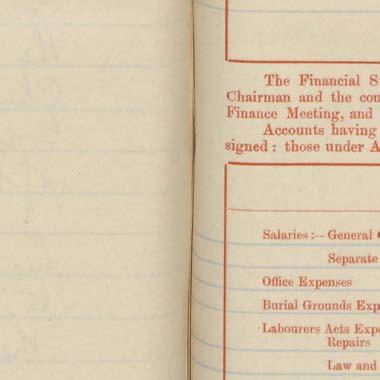 The Financial S
Chairman and the cou
Finance Meeting, and
Accounts having
signed: those under A
Salaries:— General
Separate
Office Expenses
Burial Grounds Exp
Labourers Acts Expe
Repairs
Law and